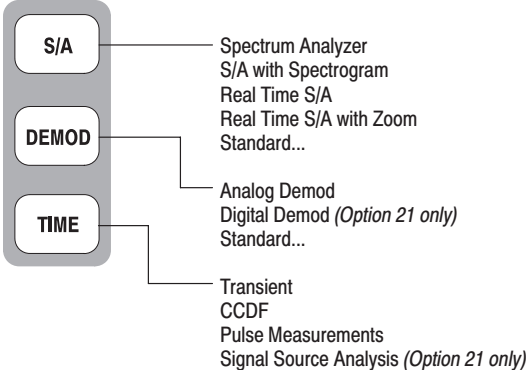 S/A
Spectrum Analyzer
S/A with Spectrogram
Real Time S/A
Real Time S/A with Zoom
Standard...
DEMOD
Analog Demod
Digital Demod (Option 21 only)
Standard...
TIME
Transient
CCDF
Pulse Measurements
Signal Source Analysis (Option 21 only)